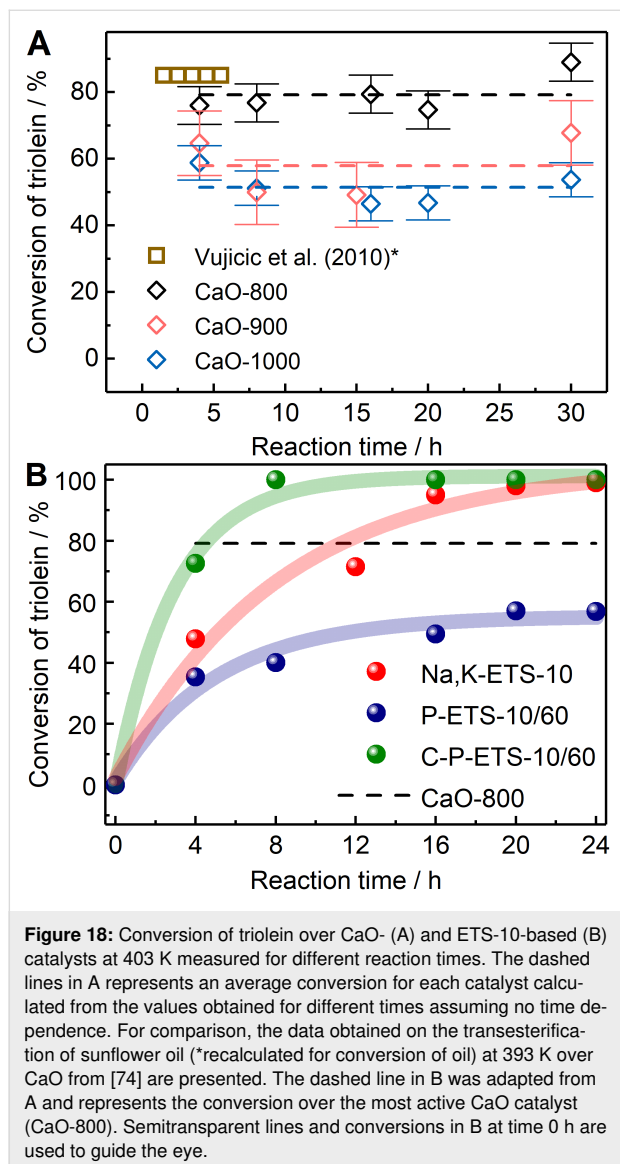 A
Conversion of triolein / %
80
60
40
20
0
Vujicic et al. (2010)*
CaO-800
CaO-900
CaO-1000
0 5 10 15 20 25 30
Reaction time / h
B
Conversion of triolein / %
100
80
60
40
20
0
Na,K-ETS-10
P-ETS-10/60
C-P-ETS-10/60
CaO-800
0 4 8 12 16 20 24
Reaction time / h
Figure 18: Conversion of triolein over CaO- (A) and ETS-10-based (B)
catalysts at 403 K measured for different reaction times. The dashed
lines in A represents an average conversion for each catalyst calcu-
lated from the values obtained for different times assuming no time de-
pendence. For comparison, the data obtained on the transesterifica-
tion of sunflower oil (*recalculated for conversion of oil) at 393 K over
CaO from [74] are presented. The dashed line in B was adapted from
A and represents the conversion over the most active CaO catalyst
(CaO-800). Semitransparent lines and conversions in B at time 0 h are
used to guide the eye.